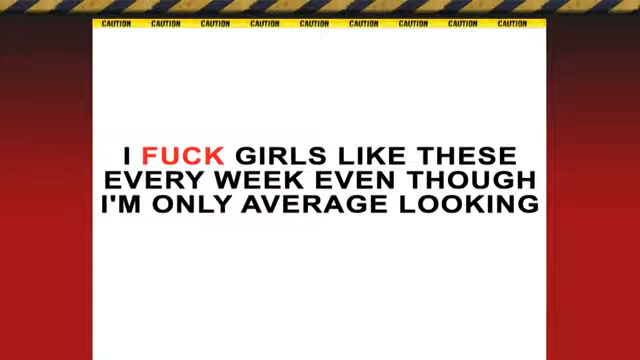 CAUTION CAUTION CAUTION CAUTION CAUTION CAUTION CAUTION CAUTION CAUTION
I FUCK GIRLS LIKE THESE
EVERY WEEK EVEN THOUGH
I'M ONLY AVERAGE LOOKING